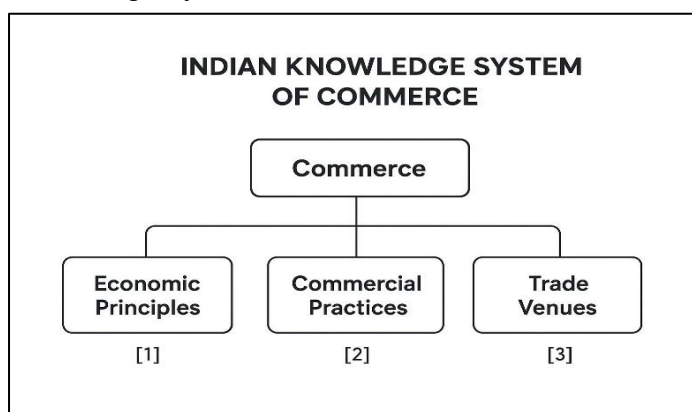 INDIAN KNOWLEDGE SYSTEM
OF COMMERCE
Commerce
Economic
Principles
Commercial
Practices
Trade
Venues
[1]
[2]
[3]